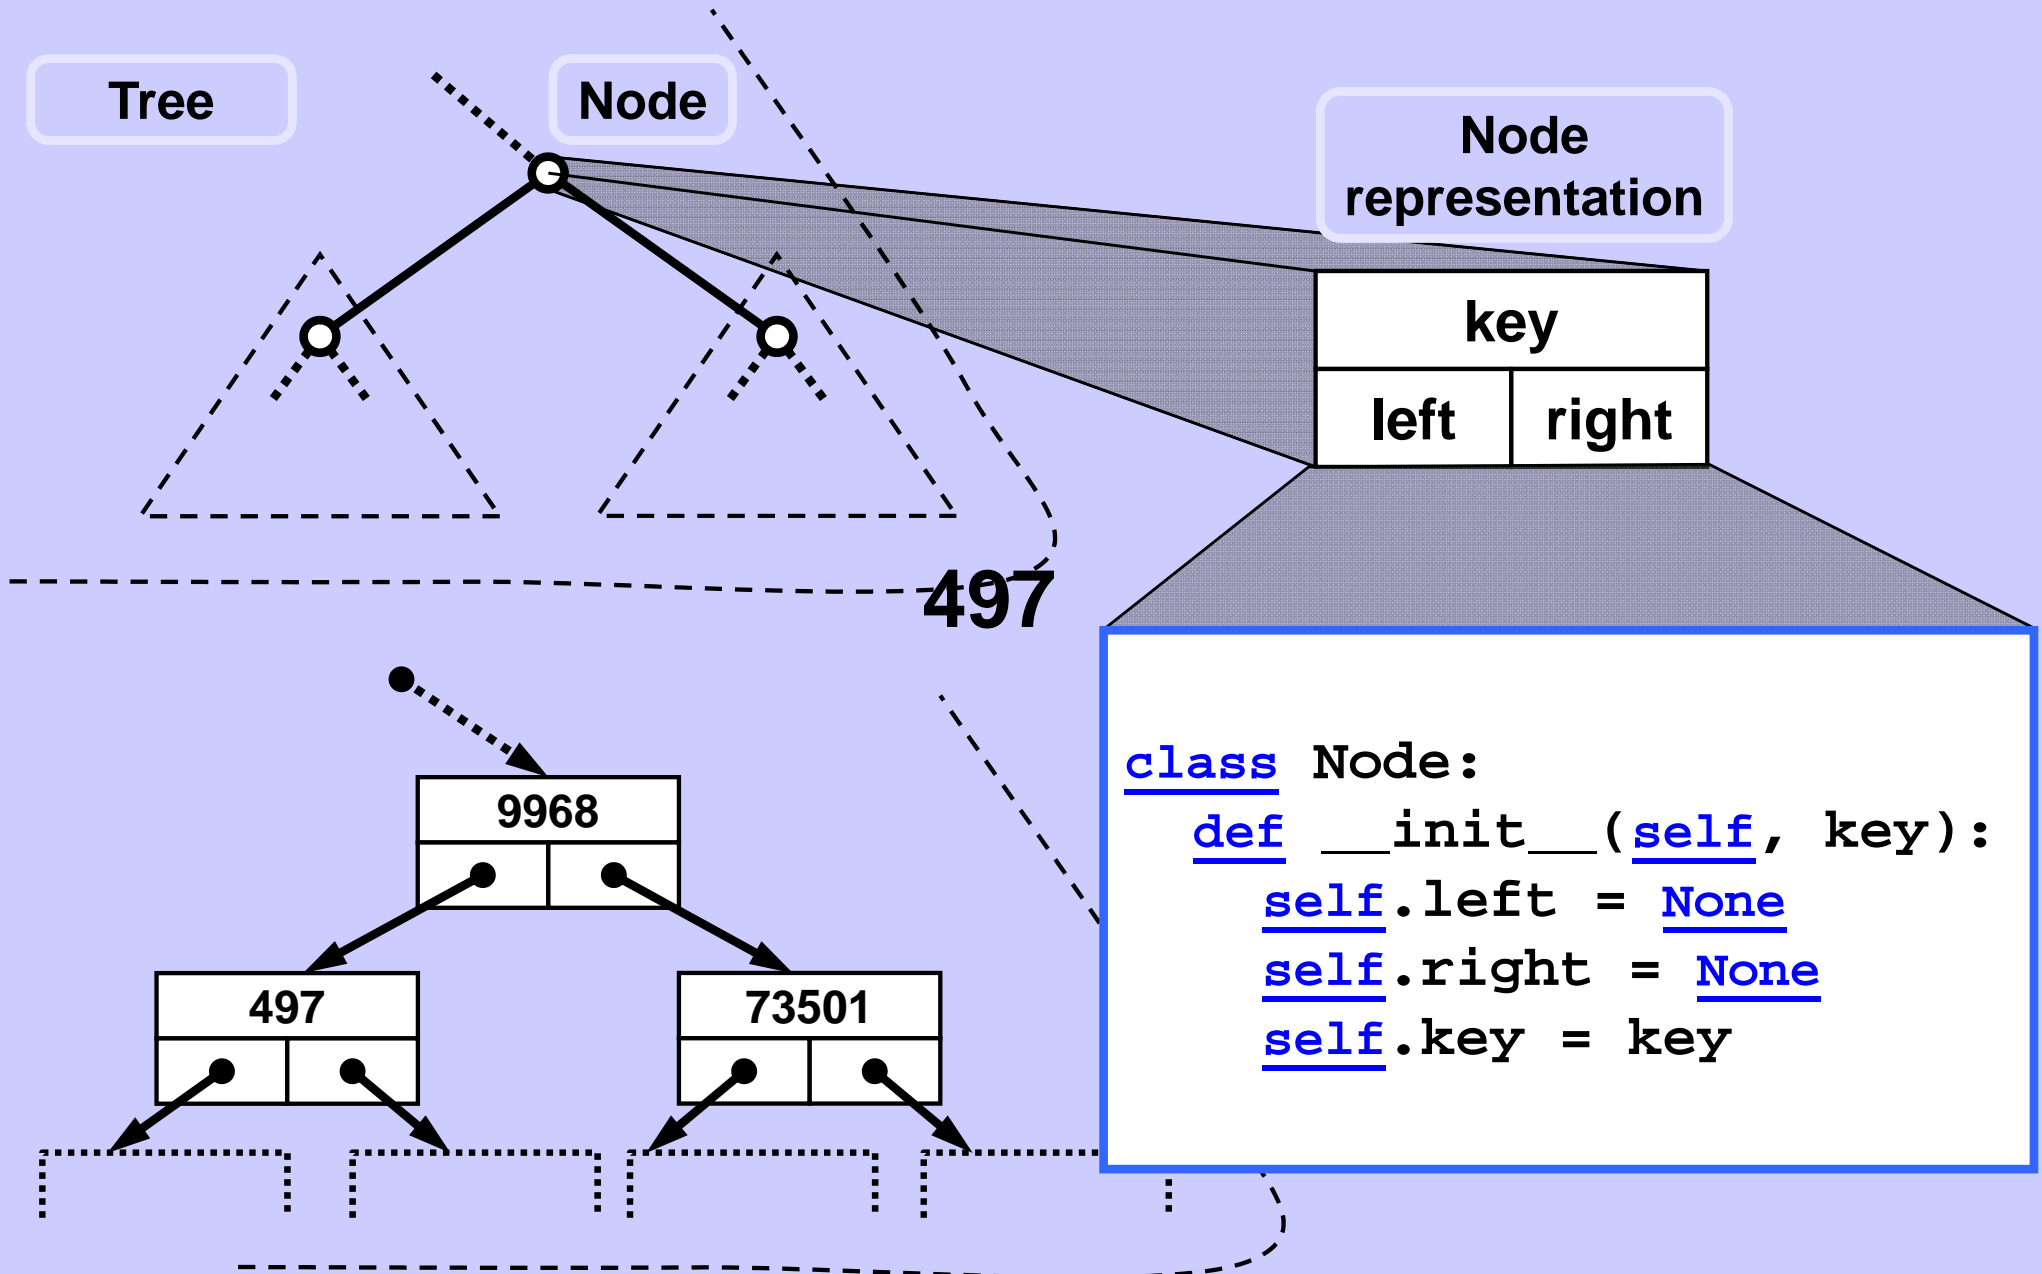 Tree
Node
Node
representation
key
left right
497
9968
497
73501
class Node:
  def __init__(self, key):
    self.left = None
    self.right = None
    self.key = key